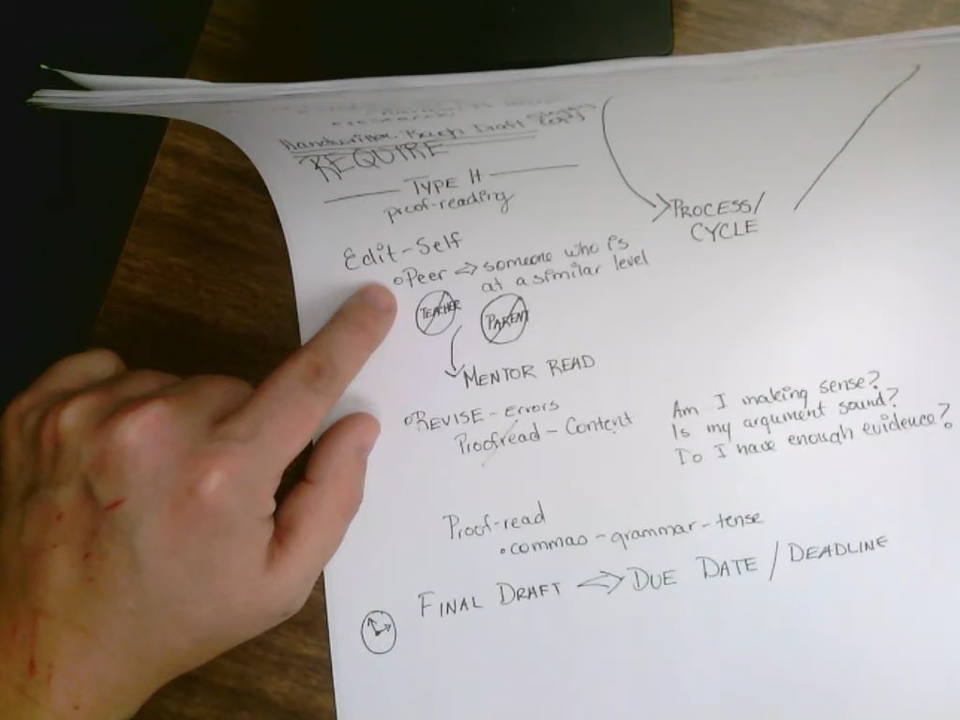 Handwritten Rough Draft
REQUIRE
TYPE It
proof-reading
PROCESS/
CYCLE
Edit-Self
Peer <=> someone who is
at a similar level
TEACHER PARENT
MENTOR READ
REVISE - Errors
Proofread - Content
Am I making sense?
Is my argument sound?
Do I have enough evidence?
Proof-read
• commas - grammar - tense
FINAL DRAFT <=> DUE DATE / DEADLINE